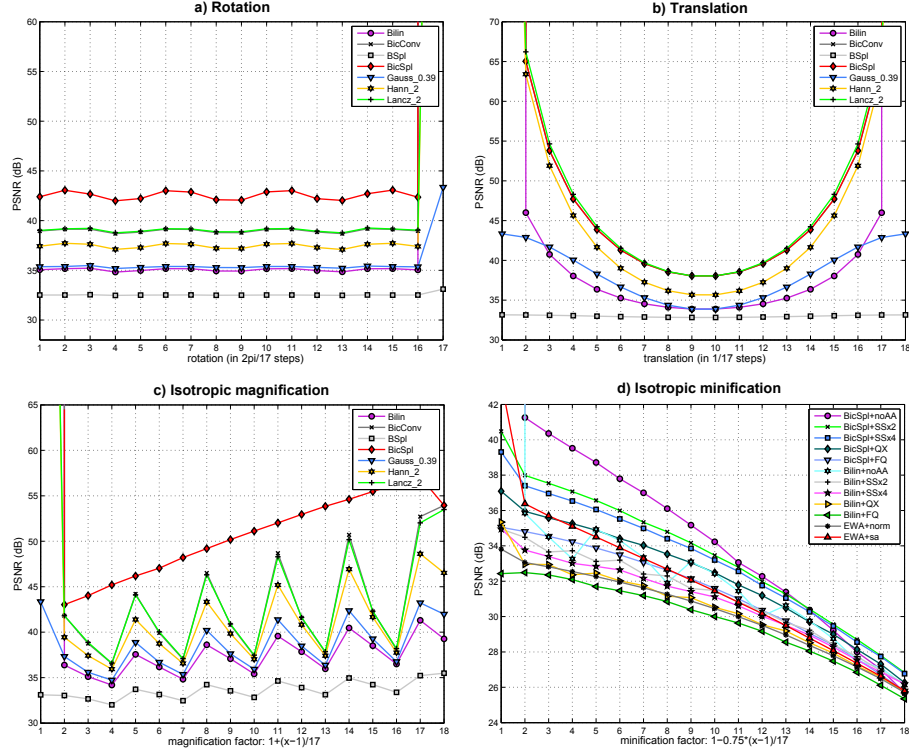 a) Rotation
60
55
50
45
40
35
30
PSNR (dB)
Bilin
BicConv
BSpl
BicSpl
Gauss_0.39
Hann_2
Lancz_2
1 2 3 4 5 6 7 8 9 10 11 12 13 14 15 16 17
rotation (in 2pi/17 steps)
b) Translation
70
65
60
55
50
45
40
35
30
PSNR (dB)
Bilin
BicConv
BSpl
BicSpl
Gauss_0.39
Hann_2
Lancz_2
1 2 3 4 5 6 7 8 9 10 11 12 13 14 15 16 17 18
translation (in 1/17 steps)
c) Isotropic magnification
65
60
55
50
45
40
35
30
PSNR (dB)
Bilin
BicConv
BSpl
BicSpl
Gauss_0.39
Hann_2
Lancz_2
1 2 3 4 5 6 7 8 9 10 11 12 13 14 15 16 17 18
magnification factor: 1+(x−1)/17
d) Isotropic minification
42
40
38
36
34
32
30
28
26
24
PSNR (dB)
BicSpl+noAA
BicSpl+SSx2
BicSpl+SSx4
BicSpl+QX
BicSpl+FQ
Bilin+noAA
Bilin+SSx2
Bilin+SSx4
Bilin+QX
Bilin+FQ
EWA+norm
EWA+sa
1 2 3 4 5 6 7 8 9 10 11 12 13 14 15 16 17 18
minification factor: 1−0.75*(x−1)/17